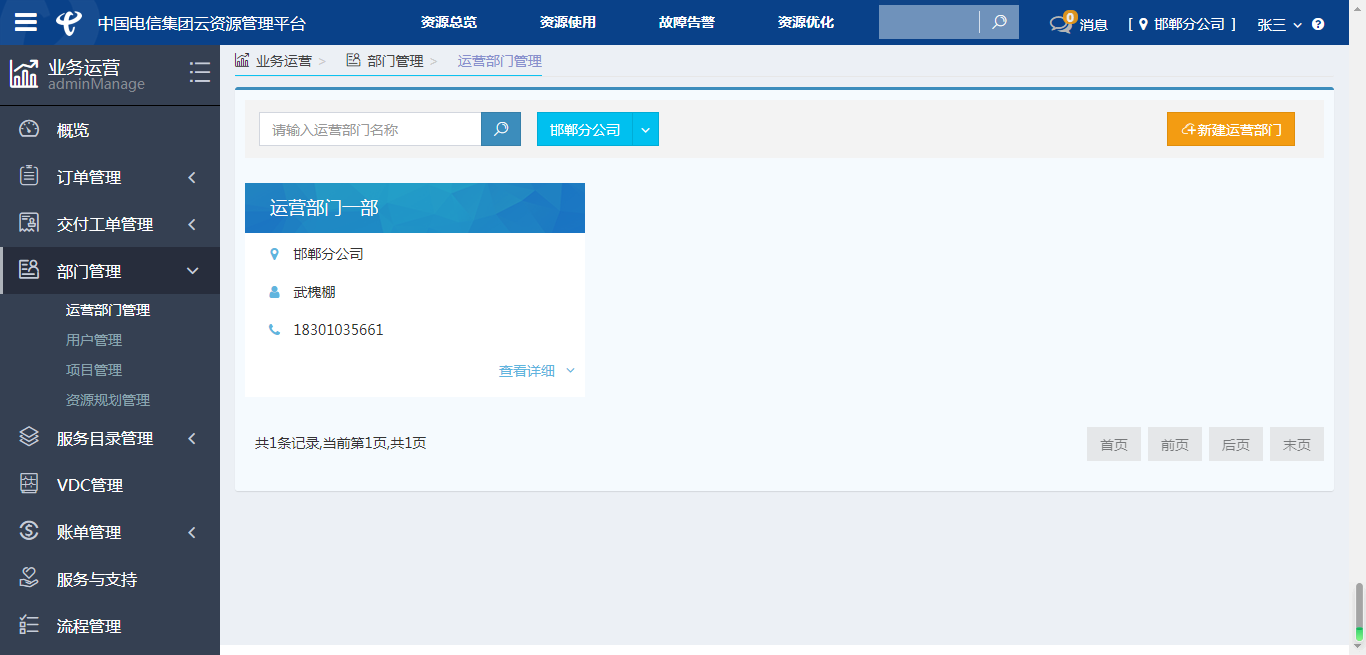 中国电信集团云资源管理平台
资源总览
资源使用
故障告警
资源优化
0
消息
[ 邯郸分公司 ]
张三
业务运营
adminManage
业务运营 >
部门管理 >
运营部门管理
概览
订单管理
交付工单管理
部门管理
运营部门管理
用户管理
项目管理
资源规划管理
服务目录管理
VDC管理
账单管理
服务与支持
流程管理
请输入运营部门名称
邯郸分公司
新建运营部门
运营部门一部
邯郸分公司
武槐棚
18301035661
查看详细
共1条记录,当前第1页,共1页
首页
前页
后页
末页